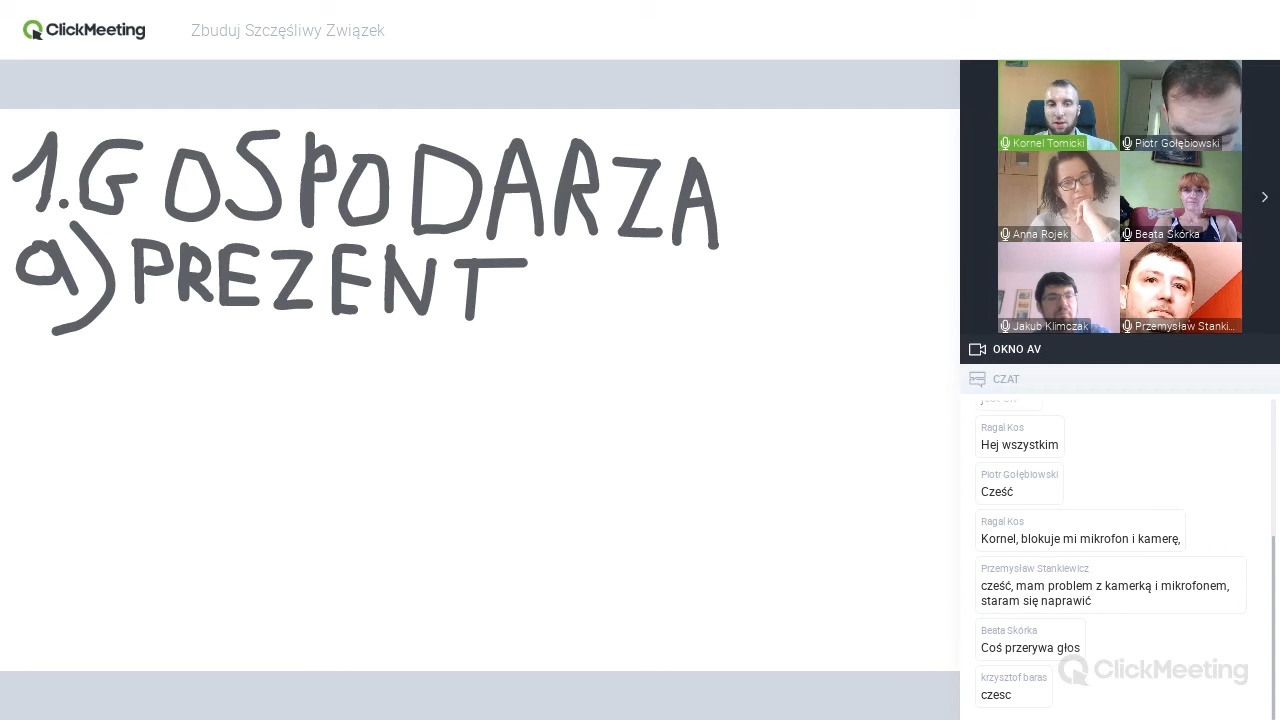 ClickMeeting
Zbuduj Szczęśliwy Związek
1.GOSPODARZA
a) PREZENT
Kornel Tomicki
Piotr Gołębiowski
Anna Rojek
Beata Skórka
Jakub Klimczak
Przemysław Stanki...
OKNO AV
CZAT
Ragal Kos
Hej wszystkim
Piotr Gołębiowski
Cześć
Ragal Kos
Kornel, blokuje mi mikrofon i kamerę,
Przemysław Stankiewicz
cześć, mam problem z kamerką i mikrofonem,
staram się naprawić
Beata Skórka
Coś przerywa głos
krzysztof baras
czesc
ClickMeeting